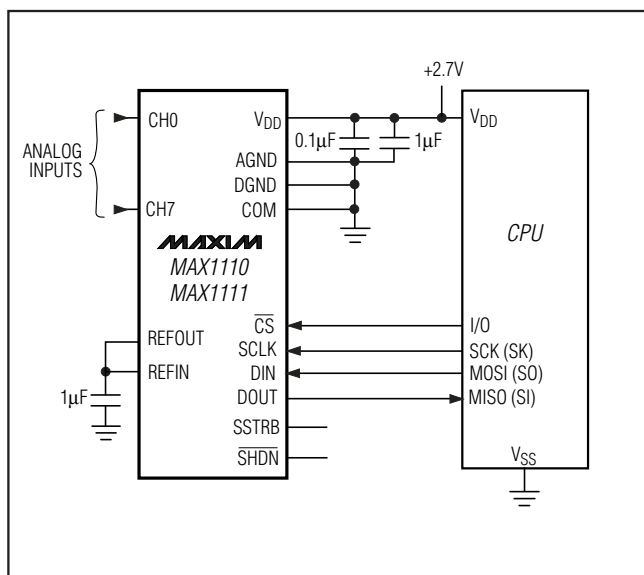 +2.7V
CH0
VDD
VDD
0.1µF
1µF
ANALOG
INPUTS
AGND
DGND
CH7
COM
CPU
MAXIM
MAX1110
MAX1111
CS
I/O
REFOUT
SCLK
SCK (SK)
REFIN
DIN
MOSI (SO)
1µF
DOUT
MISO (SI)
SSTRB
SHDN
VSS